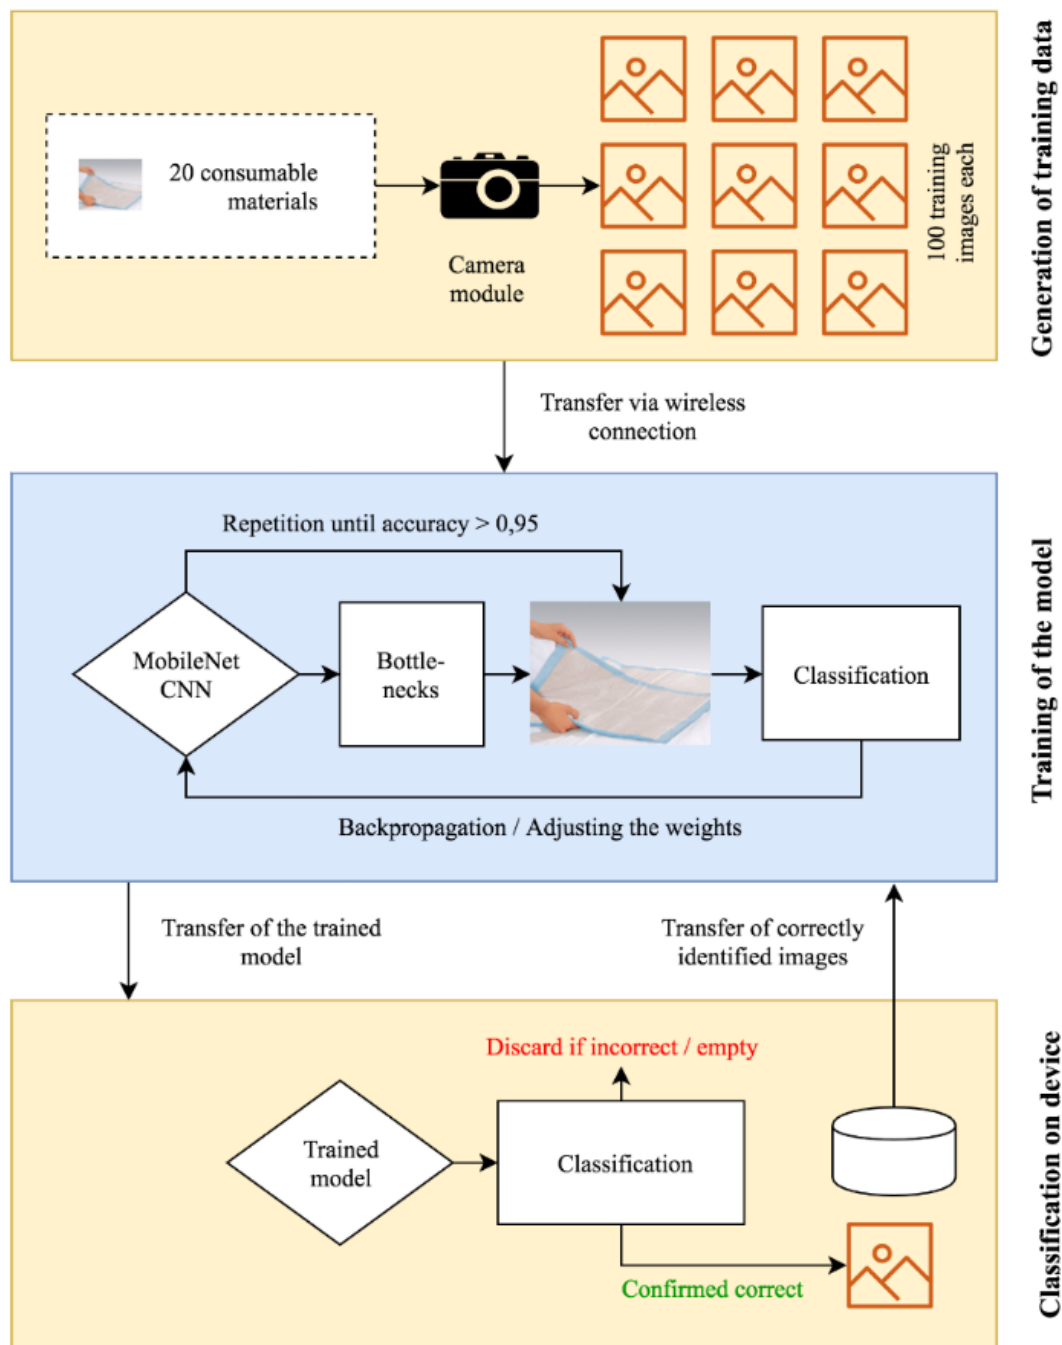 Generation of training data
20 consumable
materials
Camera
module
100 training
images each
Transfer via wireless
connection
Training of the model
Repetition until accuracy > 0,95
MobileNet
CNN
Bottle-
necks
Classification
Backpropagation / Adjusting the weights
Transfer of the trained
model
Transfer of correctly
identified images
Classification on device
Discard if incorrect / empty
Trained
model
Classification
Confirmed correct